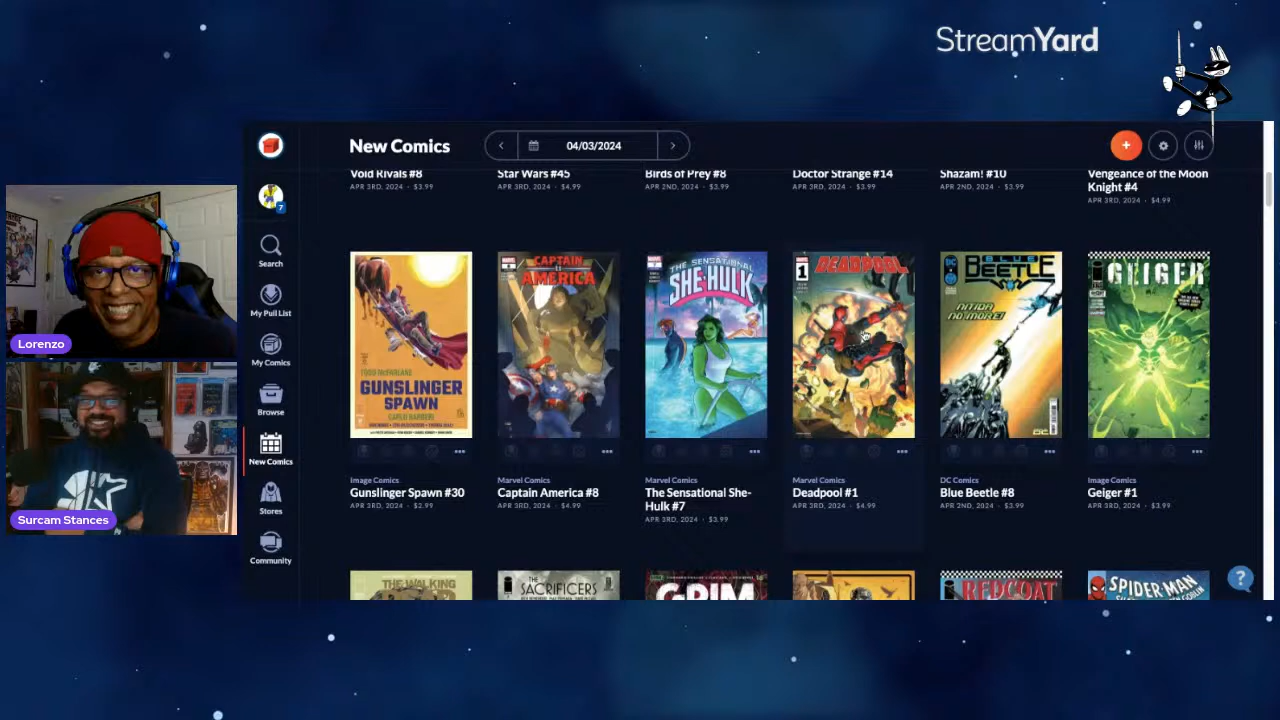 StreamYard
New Comics
04/03/2024
Void Rivals #8
APR 3RD, 2024 · $3.99
Star Wars #45
APR 3RD, 2024 · $4.99
Birds of Prey #8
APR 2ND, 2024 · $3.99
Doctor Strange #14
APR 3RD, 2024 · $4.99
Shazam! #10
APR 2ND, 2024 · $3.99
Vengeance of the Moon
Knight #4
APR 3RD, 2024 · $4.99
7
Search
My Pull List
My Comics
Browse
New Comics
Stores
Community
Lorenzo
Surcam Stances
GUNSLINGER
SPAWN
CAPTAIN
AMERICA
THE SENSATIONAL
SHE-HULK
1
DEADPOOL
BLUE
BEETLE
NO MORE!
GEIGER
Image Comics
Gunslinger Spawn #30
APR 3RD, 2024 · $2.99
Marvel Comics
Captain America #8
APR 3RD, 2024 · $4.99
Marvel Comics
The Sensational She-
Hulk #7
APR 3RD, 2024 · $3.99
Marvel Comics
Deadpool #1
APR 3RD, 2024 · $4.99
DC Comics
Blue Beetle #8
APR 2ND, 2024 · $3.99
Image Comics
Geiger #1
APR 3RD, 2024 · $3.99
THE WALKING
THE
SACRIFICERS
GRIM
REDCOAT
SPIDER-MAN
?